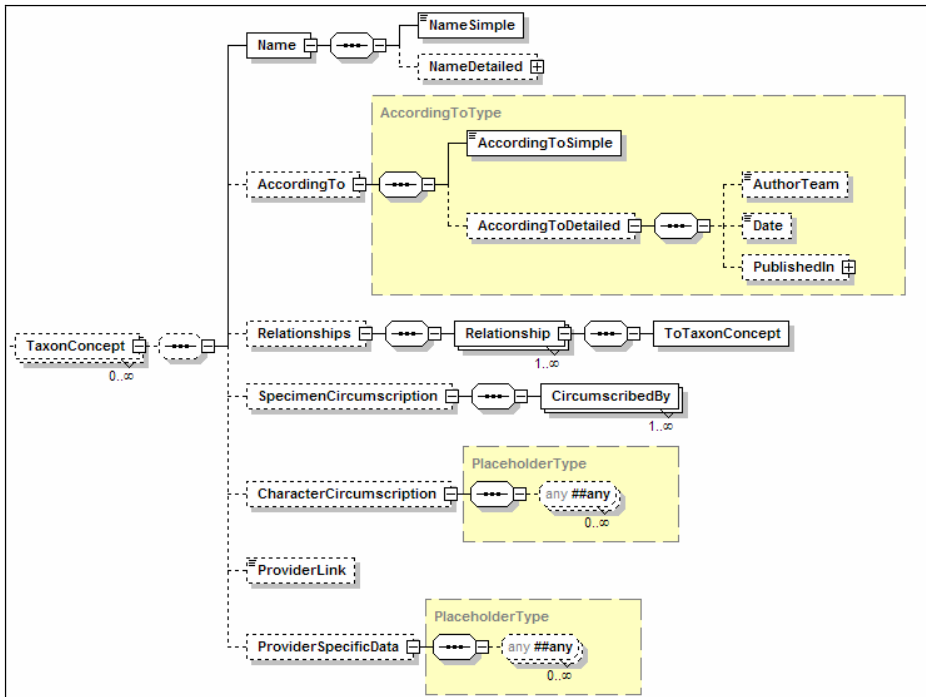 NameSimple
Name
NameDetailed
AccordingToType
AccordingToSimple
AccordingTo
AuthorTeam
AccordingToDetailed
Date
PublishedIn
TaxonConcept
0..∞
Relationships
Relationship
1..∞
ToTaxonConcept
SpecimenCircumscription
CircumscribedBy
1..∞
PlaceholderType
CharacterCircumscription
any ##any
0..∞
ProviderLink
PlaceholderType
ProviderSpecificData
any ##any
0..∞